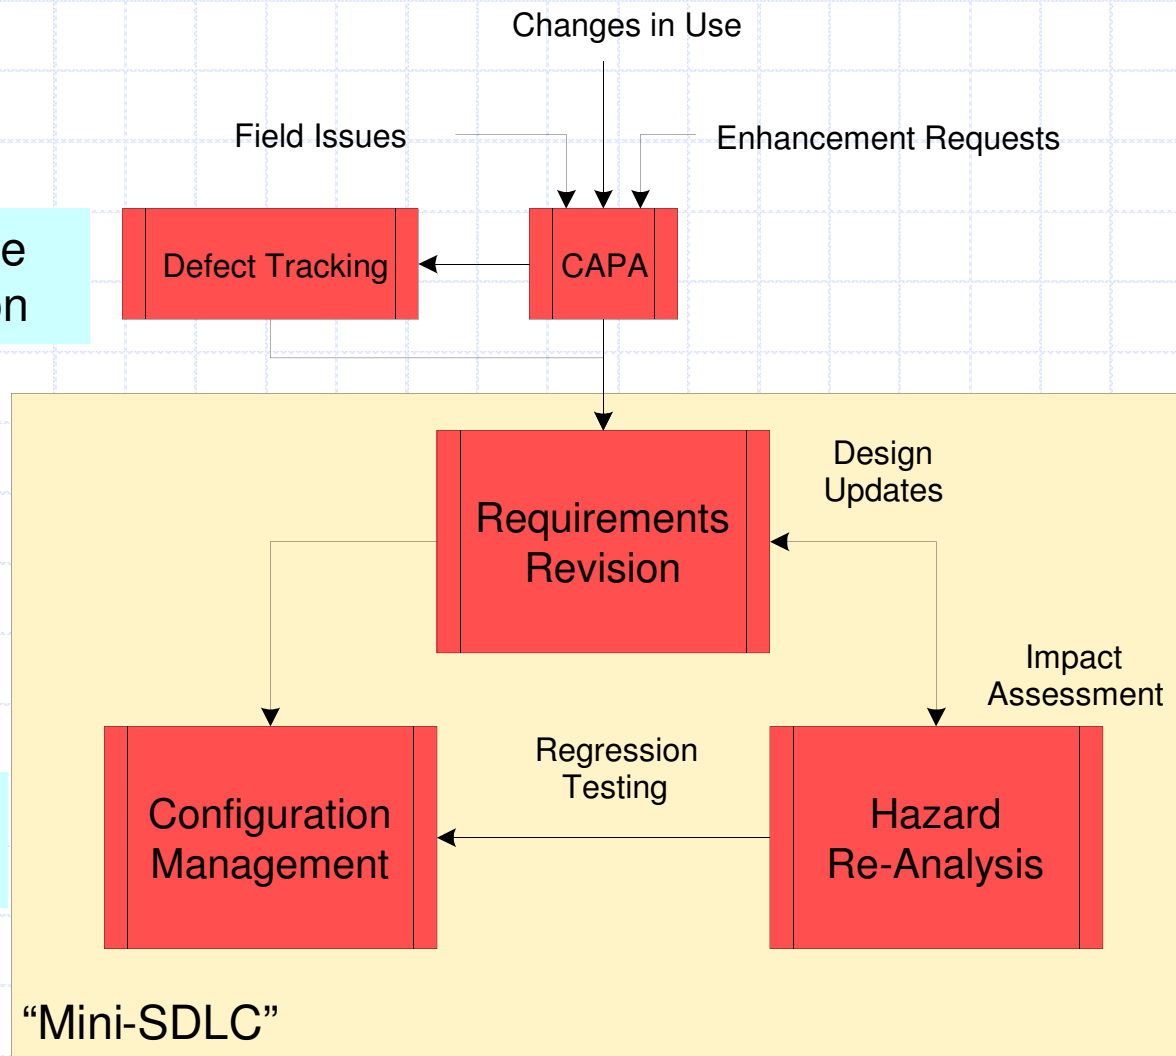 Changes in Use
Field Issues
Enhancement Requests
Defect Tracking
CAPA
Requirements
Revision
Design
Updates
Impact
Assessment
Regression
Testing
Configuration
Management
Hazard
Re-Analysis
“Mini-SDLC”